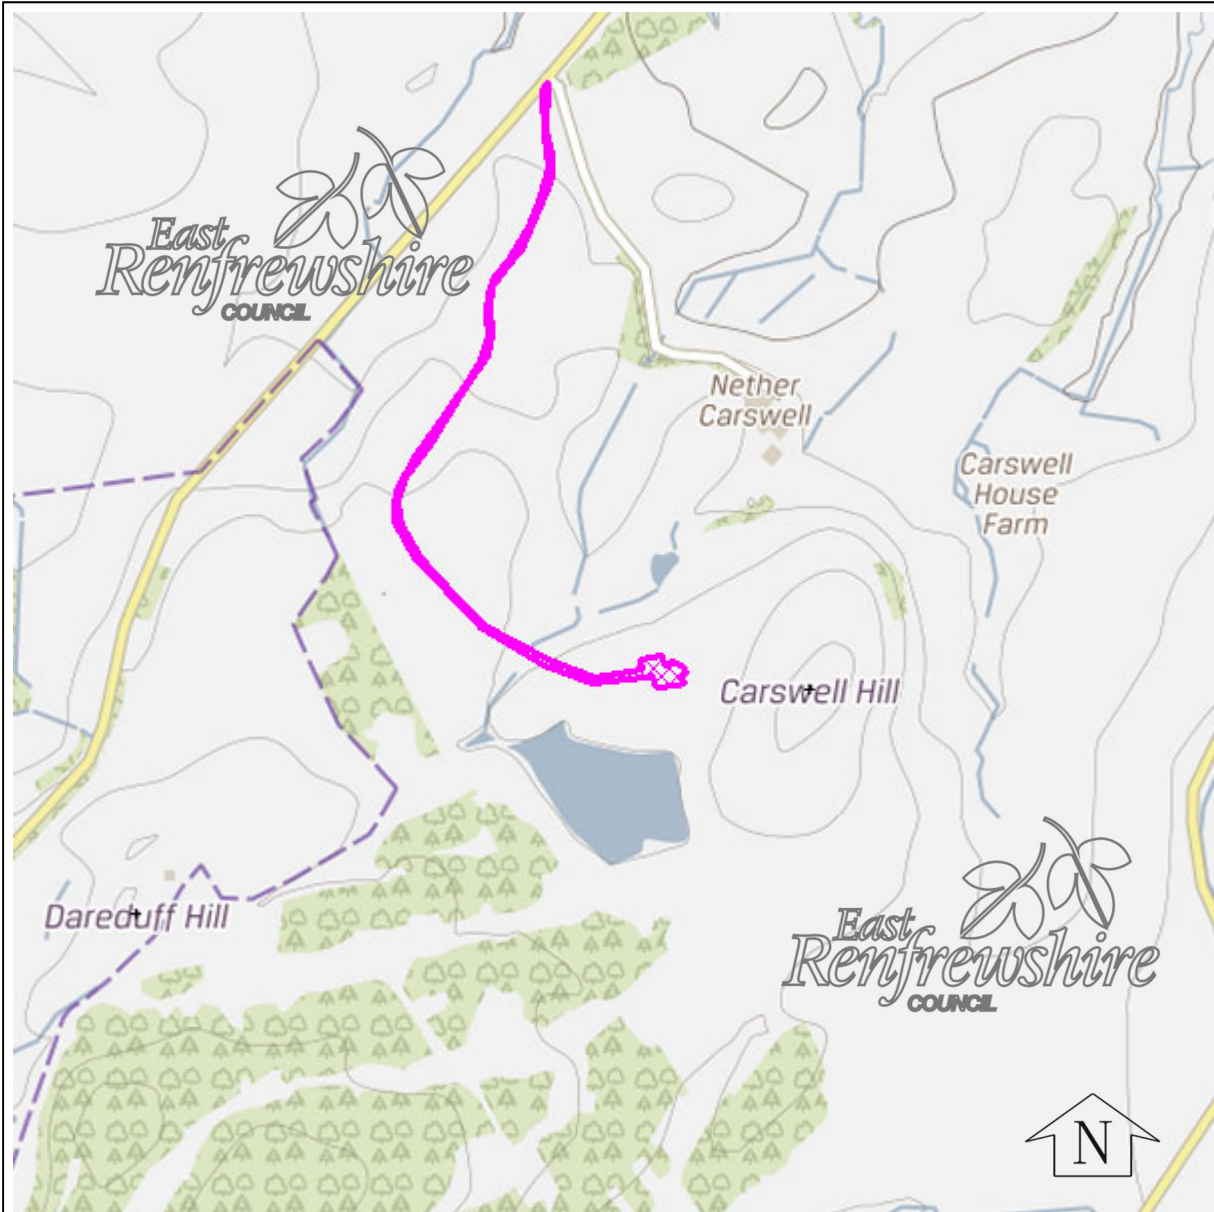 East
Renfrewshire
COUNCIL
Nether
Carswell
Carswell
House
Farm
Carswell Hill
Dareduff Hill
East
Renfrewshire
COUNCIL
N